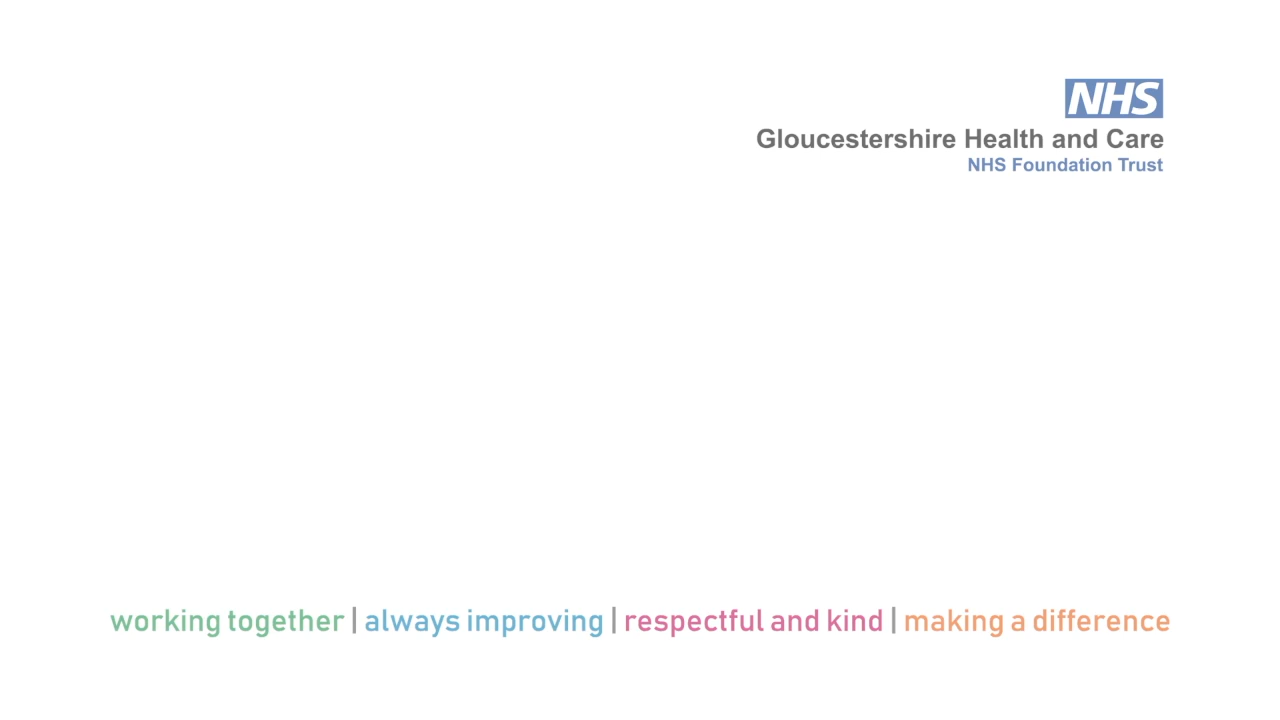 NHS
Gloucestershire Health and Care
NHS Foundation Trust
working together | always improving | respectful and kind | making a difference